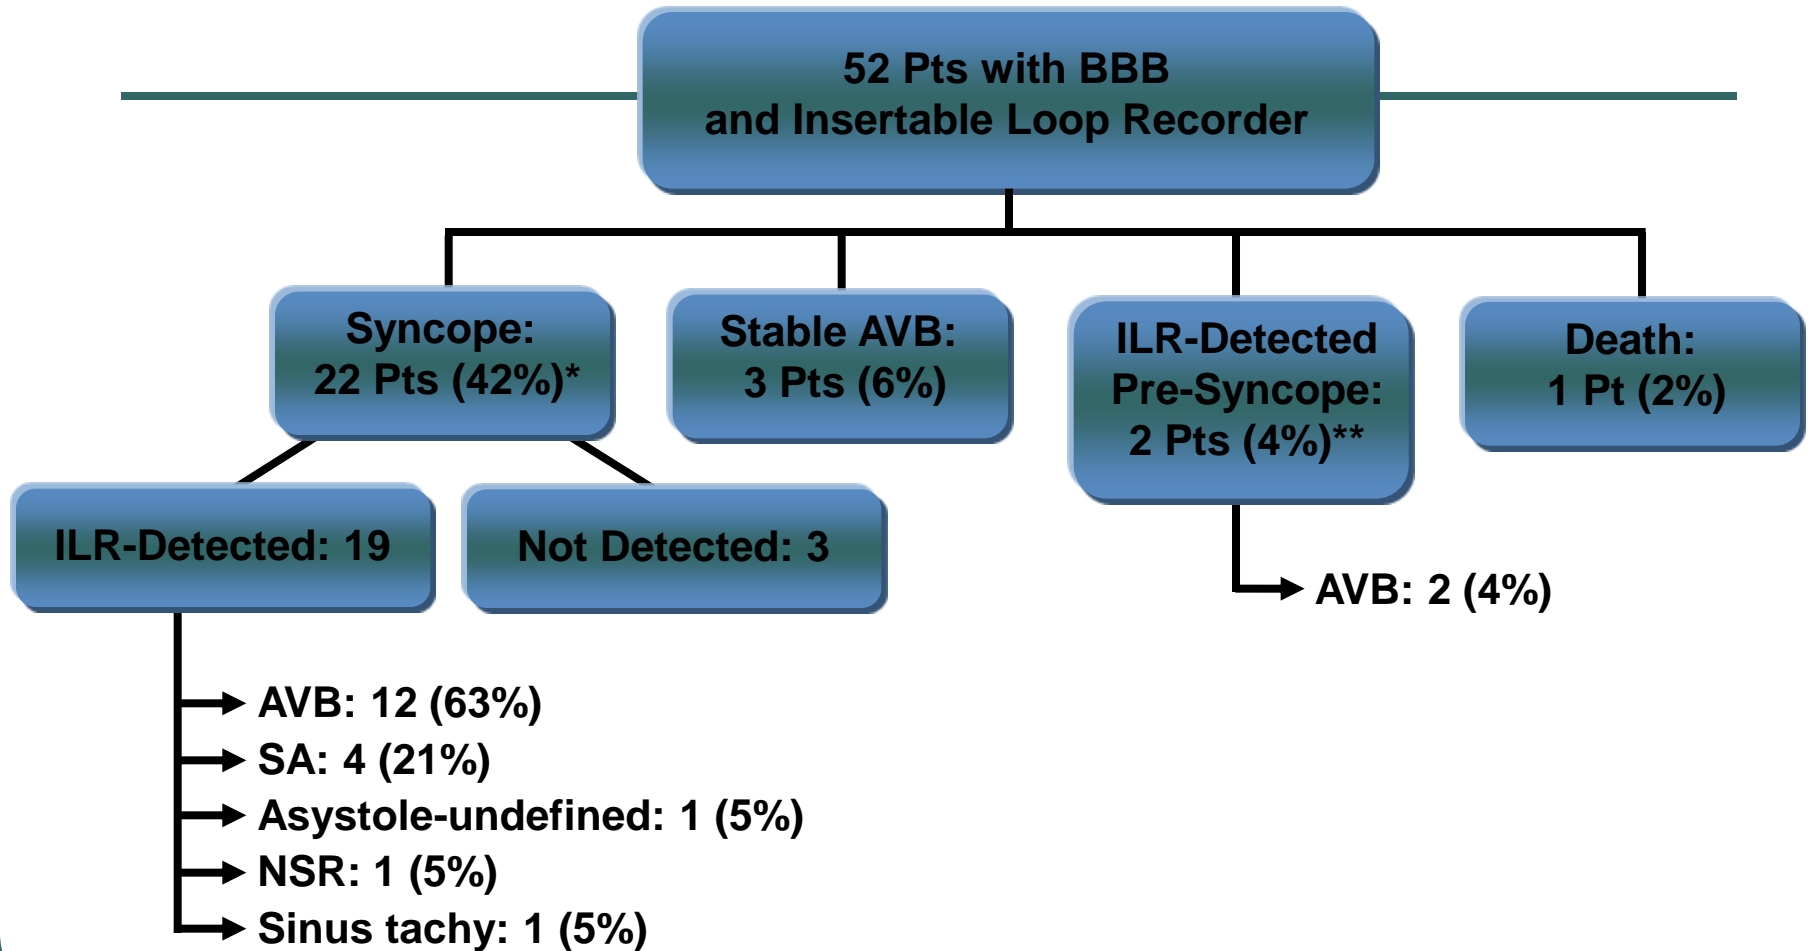 52 Pts with BBB
and Insertable Loop Recorder
Syncope:
22 Pts (42%)*
Stable AVB:
3 Pts (6%)
ILR-Detected
Pre-Syncope:
2 Pts (4%)**
Death:
1 Pt (2%)
ILR-Detected: 19
Not Detected: 3
AVB: 2 (4%)
AVB: 12 (63%)
SA: 4 (21%)
Asystole-undefined: 1 (5%)
NSR: 1 (5%)
Sinus tachy: 1 (5%)